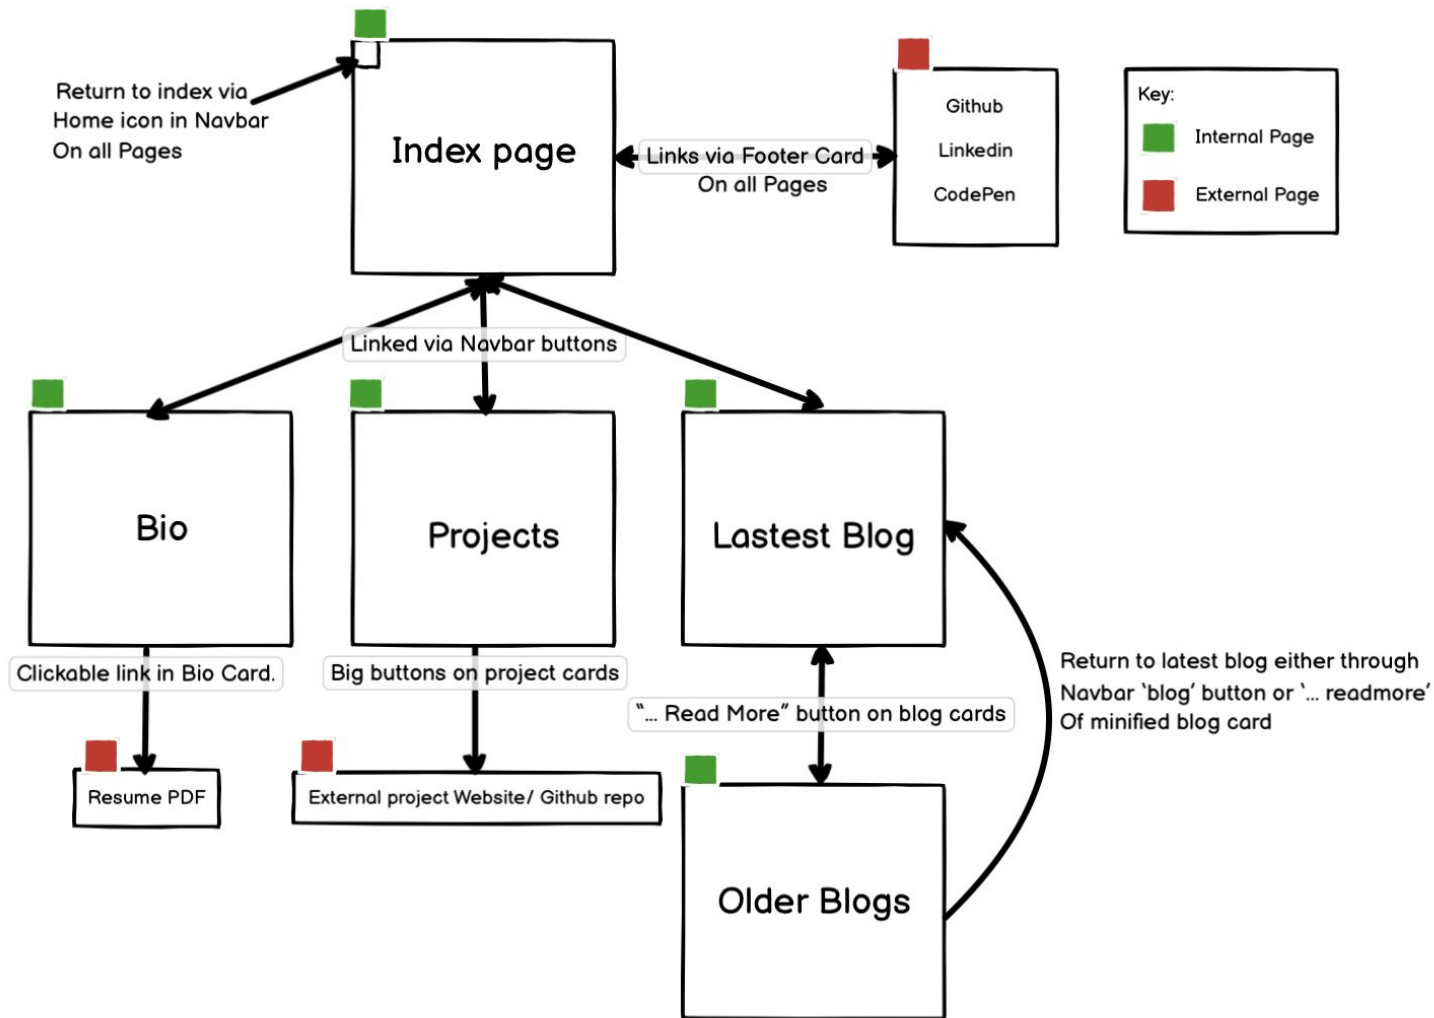 Return to index via
Home icon in Navbar
On all Pages
Index page
Links via Footer Card
On all Pages
Github
Linkedin
CodePen
Key:
Internal Page
External Page
Linked via Navbar buttons
Bio
Projects
Lastest Blog
Clickable link in Bio Card.
Big buttons on project cards
"... Read More" button on blog cards
Return to latest blog either through
Navbar 'blog' button or '... readmore'
Of minified blog card
Resume PDF
External project Website/ Github repo
Older Blogs